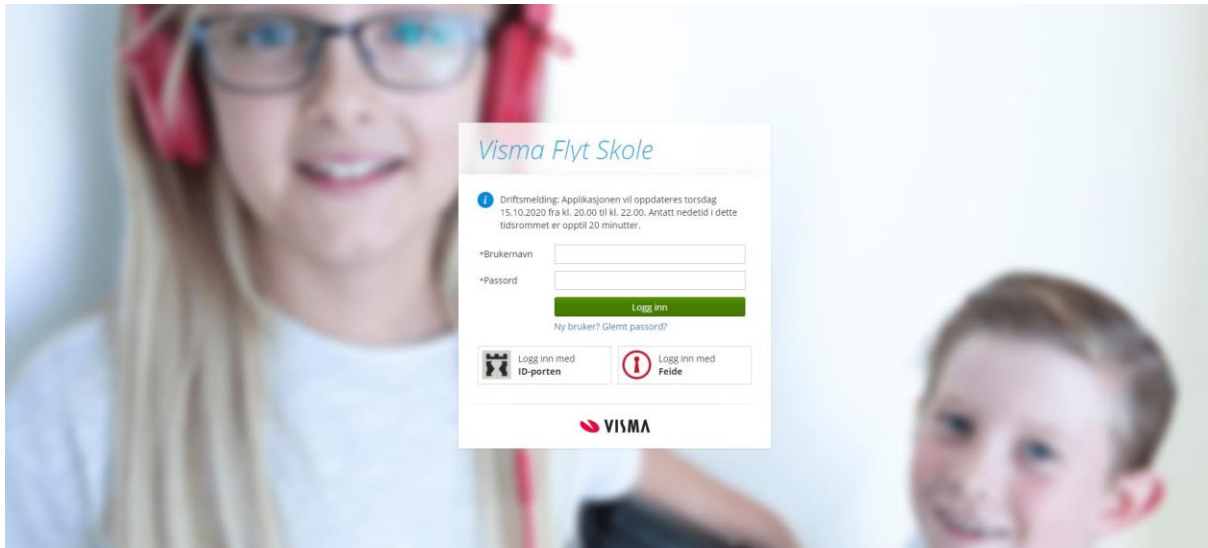 Visma Flyt Skole
Driftsmelding: Applikasjonen vil oppdateres torsdag
15.10.2020 fra kl. 20.00 til kl. 22.00. Antatt nedetid i dette
tidsrommet er opptil 20 minutter.
*Brukernavn
*Passord
Logg inn
Ny bruker? Glemt passord?
Logg inn med
ID-porten
Logg inn med
Feide
VISMA